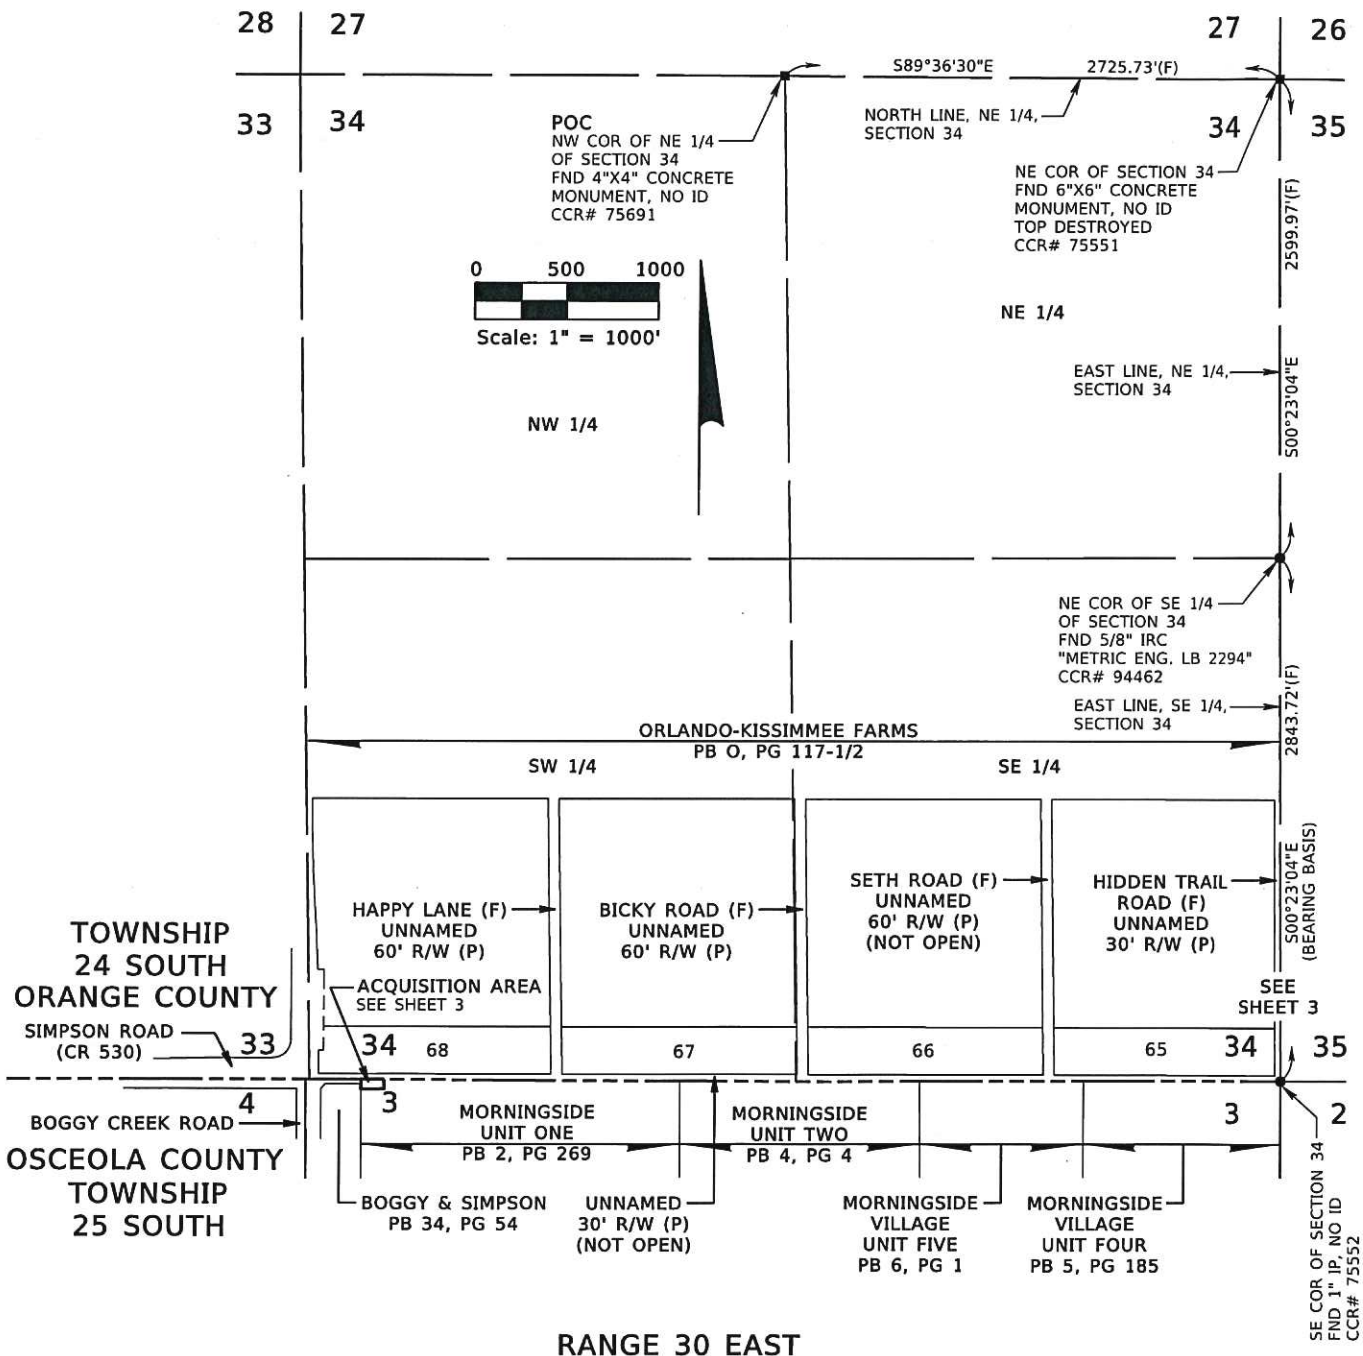 28 27
27 26
33 34
34 35
S89°36'30"E 2725.73'(F)
POC
NW COR OF NE 1/4
OF SECTION 34
FND 4"X4" CONCRETE
MONUMENT, NO ID
CCR# 75691
NORTH LINE, NE 1/4,
SECTION 34
NE COR OF SECTION 34
FND 6"X6" CONCRETE
MONUMENT, NO ID
TOP DESTROYED
CCR# 75551
2599.97'(F)
0 500 1000
Scale: 1" = 1000'
NE 1/4
EAST LINE, NE 1/4,
SECTION 34
S00°23'04"E
NW 1/4
NE COR OF SE 1/4
OF SECTION 34
FND 5/8" IRC
"METRIC ENG. LB 2294"
CCR# 94462
EAST LINE, SE 1/4,
SECTION 34
2843.72'(F)
ORLANDO-KISSIMMEE FARMS
PB O, PG 117-1/2
SW 1/4
SE 1/4
HAPPY LANE (F)
UNNAMED
60' R/W (P)
BICKY ROAD (F)
UNNAMED
60' R/W (P)
SETH ROAD (F)
UNNAMED
60' R/W (P)
(NOT OPEN)
HIDDEN TRAIL
ROAD (F)
UNNAMED
30' R/W (P)
S00°23'04"E
(BEARING BASIS)
TOWNSHIP
24 SOUTH
ORANGE COUNTY
ACQUISITION AREA
SEE SHEET 3
SEE
SHEET 3
SIMPSON ROAD
(CR 530)
33 34
68
67
66
65
34 35
4 3
3 2
BOGGY CREEK ROAD
OSCEOLA COUNTY
TOWNSHIP
25 SOUTH
MORNINGSIDE
UNIT ONE
PB 2, PG 269
MORNINGSIDE
UNIT TWO
PB 4, PG 4
BOGGY & SIMPSON
PB 34, PG 54
UNNAMED
30' R/W (P)
(NOT OPEN)
MORNINGSIDE
VILLAGE
UNIT FIVE
PB 6, PG 1
MORNINGSIDE
VILLAGE
UNIT FOUR
PB 5, PG 185
SE COR OF SECTION 34
FND 1" IP, NO ID
CCR# 75552
RANGE 30 EAST